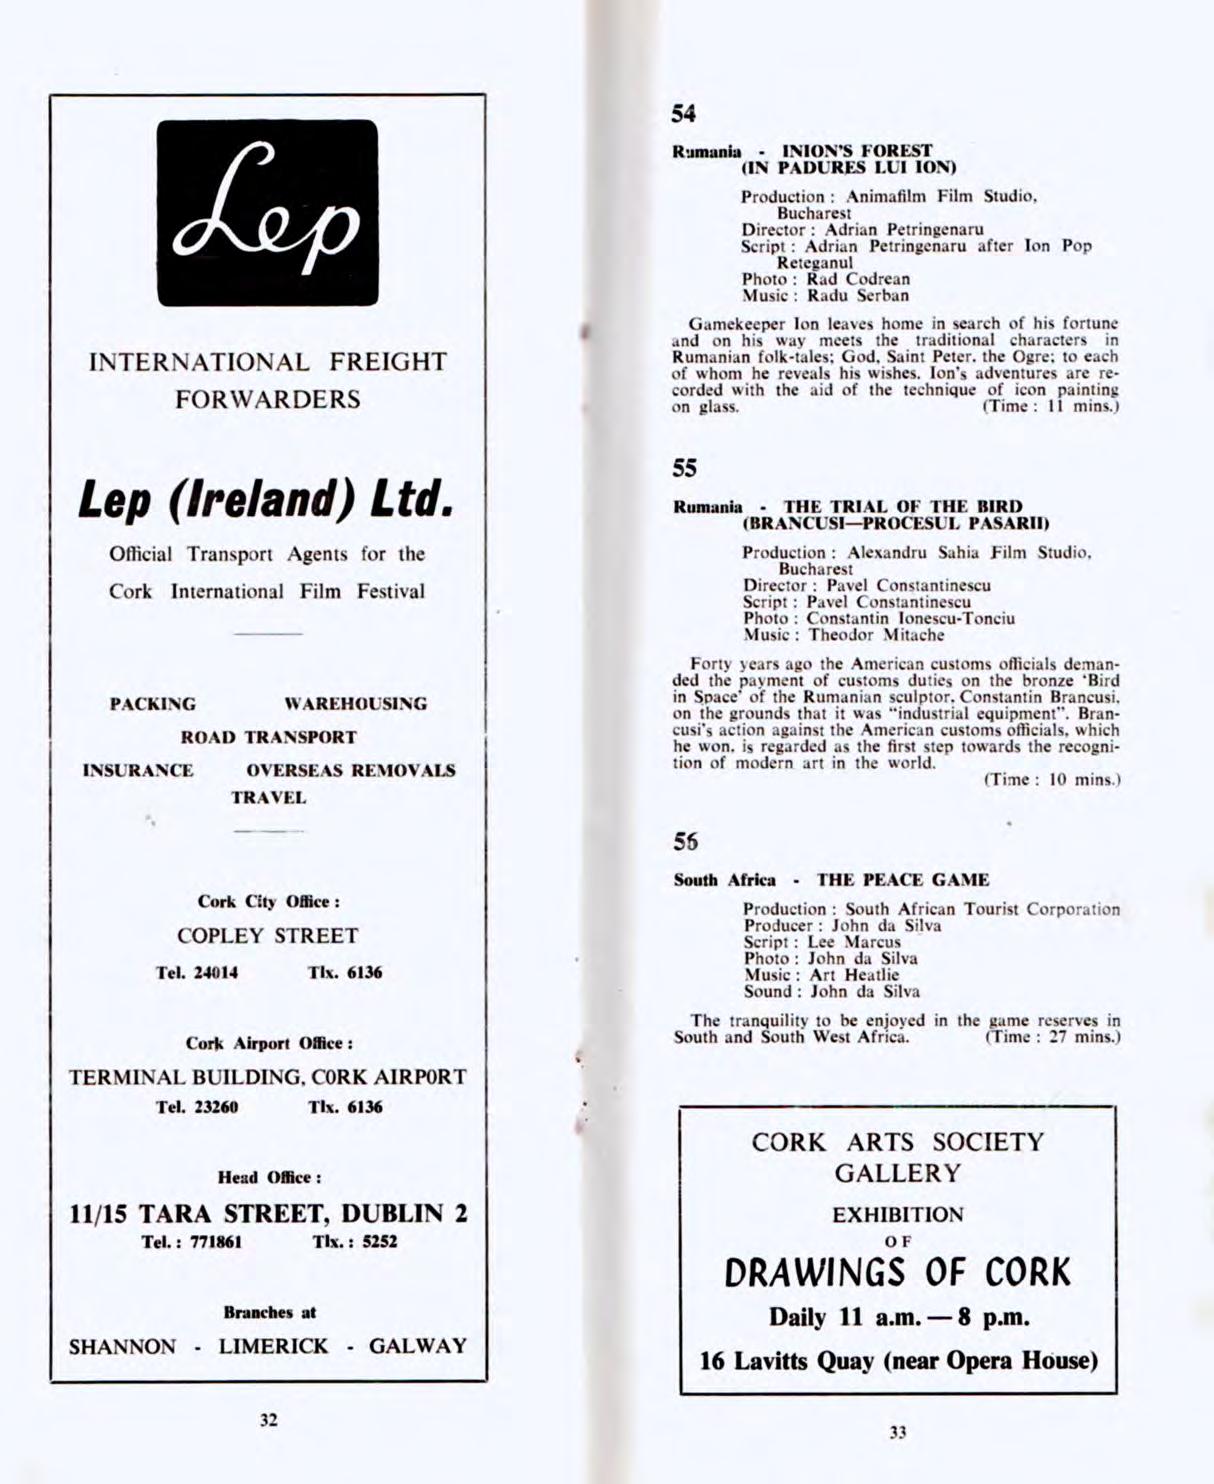 Lep
INTERNATIONAL FREIGHT
FORWARDERS
Lep (Ireland) Ltd.
Official Transport Agents for the
Cork International Film Festival
PACKING WAREHOUSING
ROAD TRANSPORT
INSURANCE OVERSEAS REMOVALS
TRAVEL
Cork City Office :
COPLEY STREET
Tel. 24014 Tlx. 6136
Cork Airport Office :
TERMINAL BUILDING, CORK AIRPORT
Tel. 23260 Tlx. 6136
Head Office :
11/15 TARA STREET, DUBLIN 2
Tel. : 771861 Tlx. : 5252
Branches at
SHANNON - LIMERICK - GALWAY
32
54
Rumania - INION'S FOREST
(IN PADURES LUI ION)
Production : Animafilm Film Studio,
Bucharest
Director : Adrian Petringenaru
Script : Adrian Petringenaru after Ion Pop
Reteganul
Photo : Rad Codrean
Music : Radu Serban
Gamekeeper Ion leaves home in search of his fortune
and on his way meets the traditional characters in
Rumanian folk-tales; God, Saint Peter, the Ogre; to each
of whom he reveals his wishes. Ion's adventures are re-
corded with the aid of the technique of icon painting
on glass. (Time : 11 mins.)
55
Rumania - THE TRIAL OF THE BIRD
(BRANCUSI—PROCESUL PASARII)
Production : Alexandru Sahia Film Studio,
Bucharest
Director : Pavel Constantinescu
Script : Pavel Constantinescu
Photo : Constantin Ionescu-Tonciu
Music : Theodor Mitache
Forty years ago the American customs officials deman-
ded the payment of customs duties on the bronze 'Bird
in Space' of the Rumanian sculptor, Constantin Brancusi,
on the grounds that it was "industrial equipment". Bran-
cusi's action against the American customs officials, which
he won, is regarded as the first step towards the recogni-
tion of modern art in the world.
(Time : 10 mins.)
56
South Africa - THE PEACE GAME
Production : South African Tourist Corporation
Producer : John da Silva
Script : Lee Marcus
Photo : John da Silva
Music : Art Heatlie
Sound : John da Silva
The tranquility to be enjoyed in the game reserves in
South and South West Africa. (Time : 27 mins.)
CORK ARTS SOCIETY
GALLERY
EXHIBITION
OF
DRAWINGS OF CORK
Daily 11 a.m. — 8 p.m.
16 Lavitts Quay (near Opera House)
33